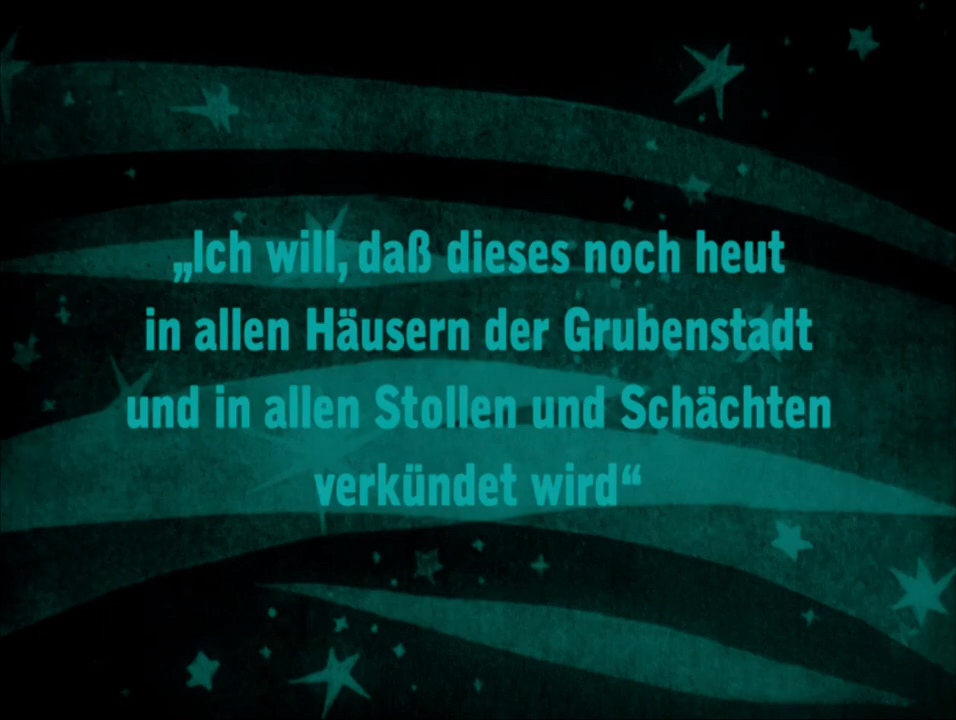 „Ich will, daß dieses noch heut
in allen Häusern der Grubenstadt
und in allen Stollen und Schächten
verkündet wird“